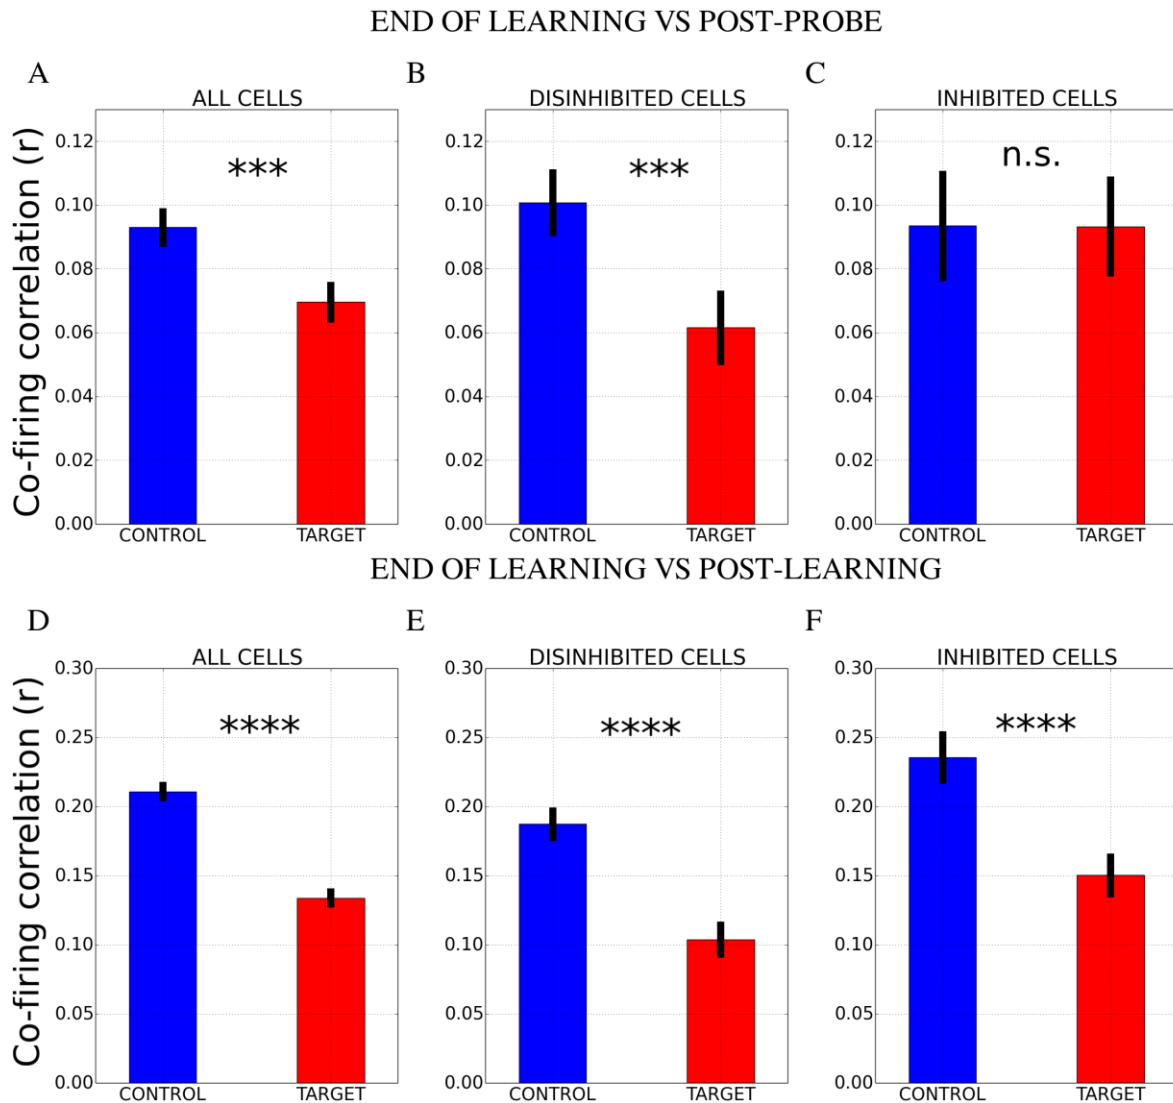 END OF LEARNING VS POST-PROBE
A B C
ALL CELLS DISINHIBITED CELLS INHIBITED CELLS
Co-firing correlation (r)
0.12 0.12 0.12
*** *** n.s.
0.10 0.10 0.10
0.08 0.08 0.08
0.06 0.06 0.06
0.04 0.04 0.04
0.02 0.02 0.02
0.00 0.00 0.00
CONTROL TARGET CONTROL TARGET CONTROL TARGET
END OF LEARNING VS POST-LEARNING
D E F
ALL CELLS DISINHIBITED CELLS INHIBITED CELLS
Co-firing correlation (r)
0.30 0.30 0.30
**** **** ****
0.25 0.25 0.25
0.20 0.20 0.20
0.15 0.15 0.15
0.10 0.10 0.10
0.05 0.05 0.05
0.00 0.00 0.00
CONTROL TARGET CONTROL TARGET CONTROL TARGET